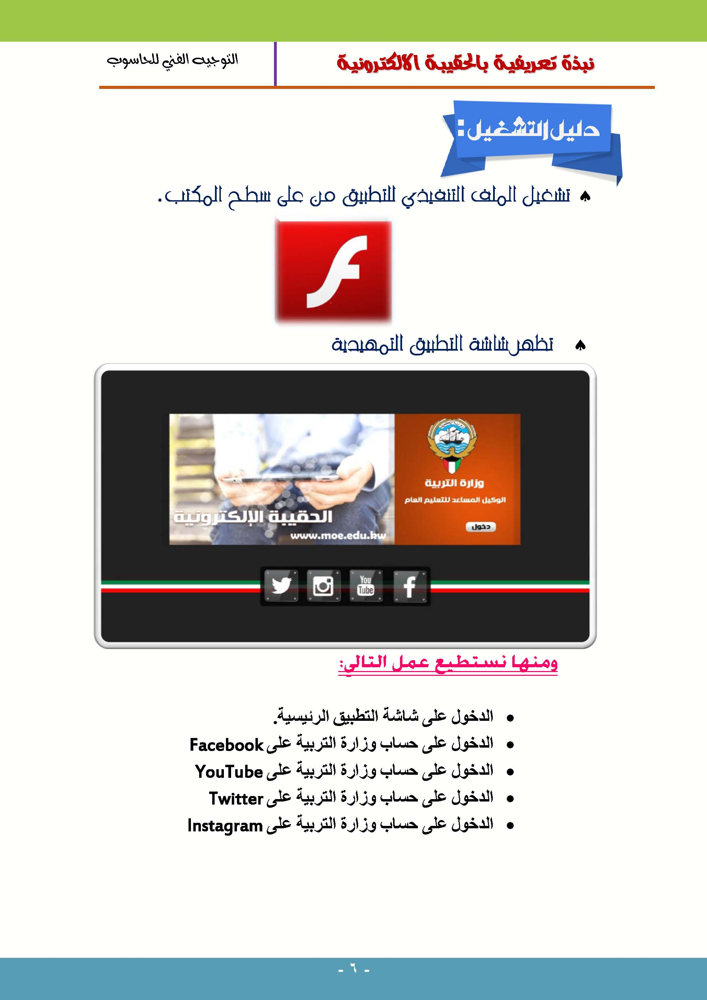 نبذة تعريفية بالحقيبة الالكترونية
التوجيه الفني للحاسوب
دليل التشغيل:
♠ تشغيل الملف التنفيذي للتطبيق من على سطح المكتب.
♠ تظهر شاشة التطبيق التمهيدية
وزارة التربية
الوكيل المساعد للتعليم العام
دخول
الحقيبة الإلكترونية
www.moe.edu.kw
You
Tube
ومنها نستطيع عمل التالي:
• الدخول على شاشة التطبيق الرئيسية.
• الدخول على حساب وزارة التربية على Facebook
• الدخول على حساب وزارة التربية على YouTube
• الدخول على حساب وزارة التربية على Twitter
• الدخول على حساب وزارة التربية على Instagram
- ٦ -